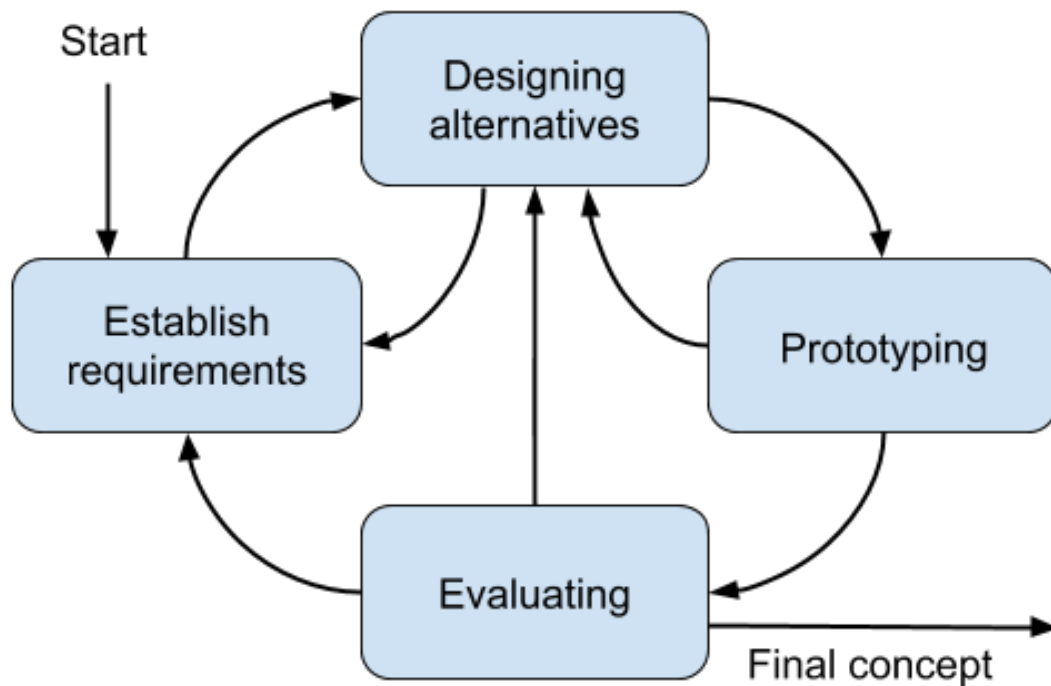 Start
Designing
alternatives
Establish
requirements
Prototyping
Evaluating
Final concept